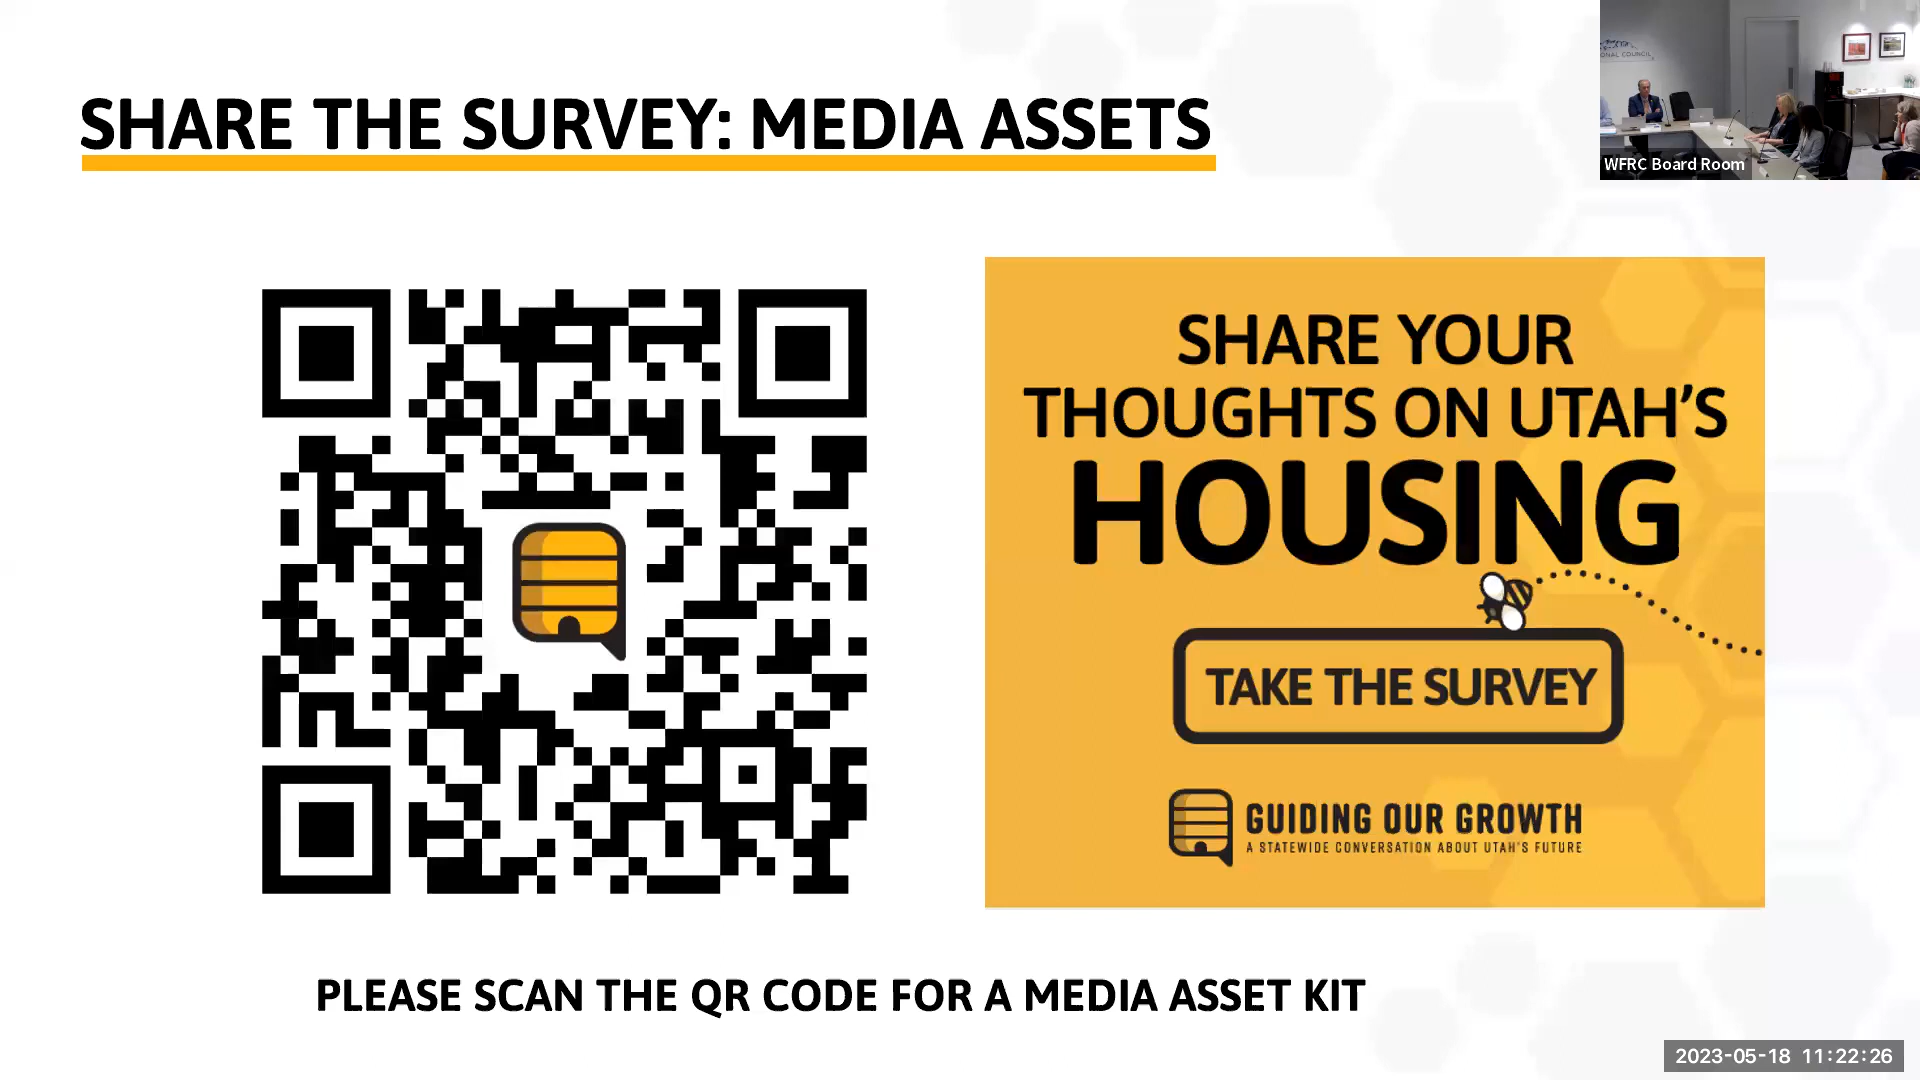 SHARE THE SURVEY: MEDIA ASSETS
ONAL COUNCIL
WFRC Board Room
SHARE YOUR
THOUGHTS ON UTAH'S
HOUSING
TAKE THE SURVEY
GUIDING OUR GROWTH
A STATEWIDE CONVERSATION ABOUT UTAH'S FUTURE
PLEASE SCAN THE QR CODE FOR A MEDIA ASSET KIT
2023-05-18 11:22:26